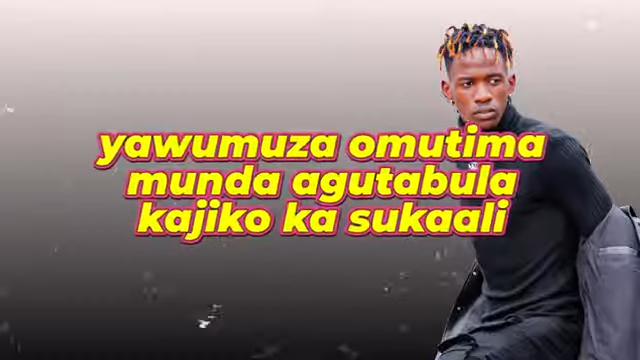 yawumuza omutima
munda agutabula
kajiko ka sukaali